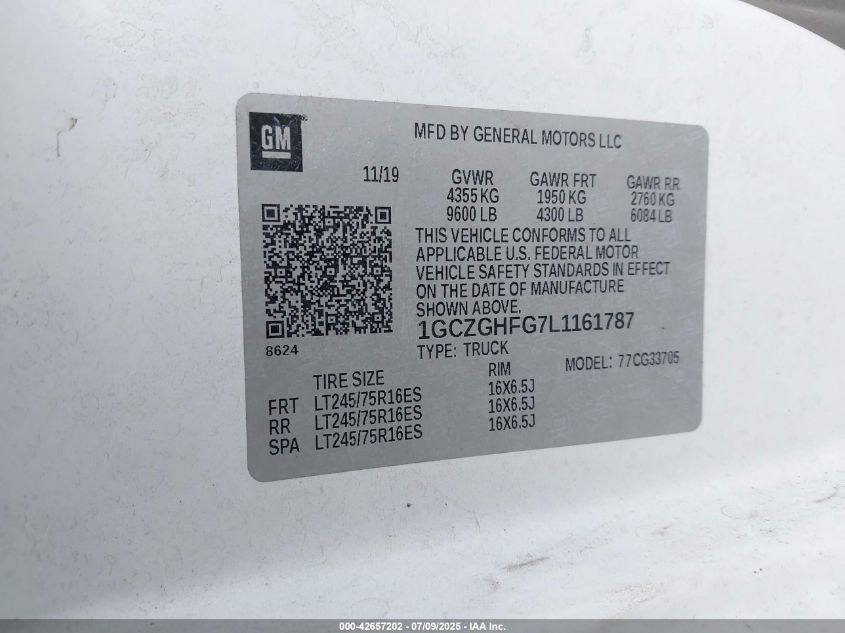 GM
MFD BY GENERAL MOTORS LLC
11/19
GVWR GAWR FRT GAWR RR
4355 KG 1950 KG 2760 KG
9600 LB 4300 LB 6084 LB
THIS VEHICLE CONFORMS TO ALL
APPLICABLE U.S. FEDERAL MOTOR
VEHICLE SAFETY STANDARDS IN EFFECT
ON THE DATE OF MANUFACTURE
SHOWN ABOVE.
1GCZGHFG7L1161787
8624
TYPE: TRUCK
MODEL: 77CG33705
TIRE SIZE RIM
FRT LT245/75R16ES 16X6.5J
RR LT245/75R16ES 16X6.5J
SPA LT245/75R16ES 16X6.5J
000-42657202 - 07/09/2025 - IAA Inc.